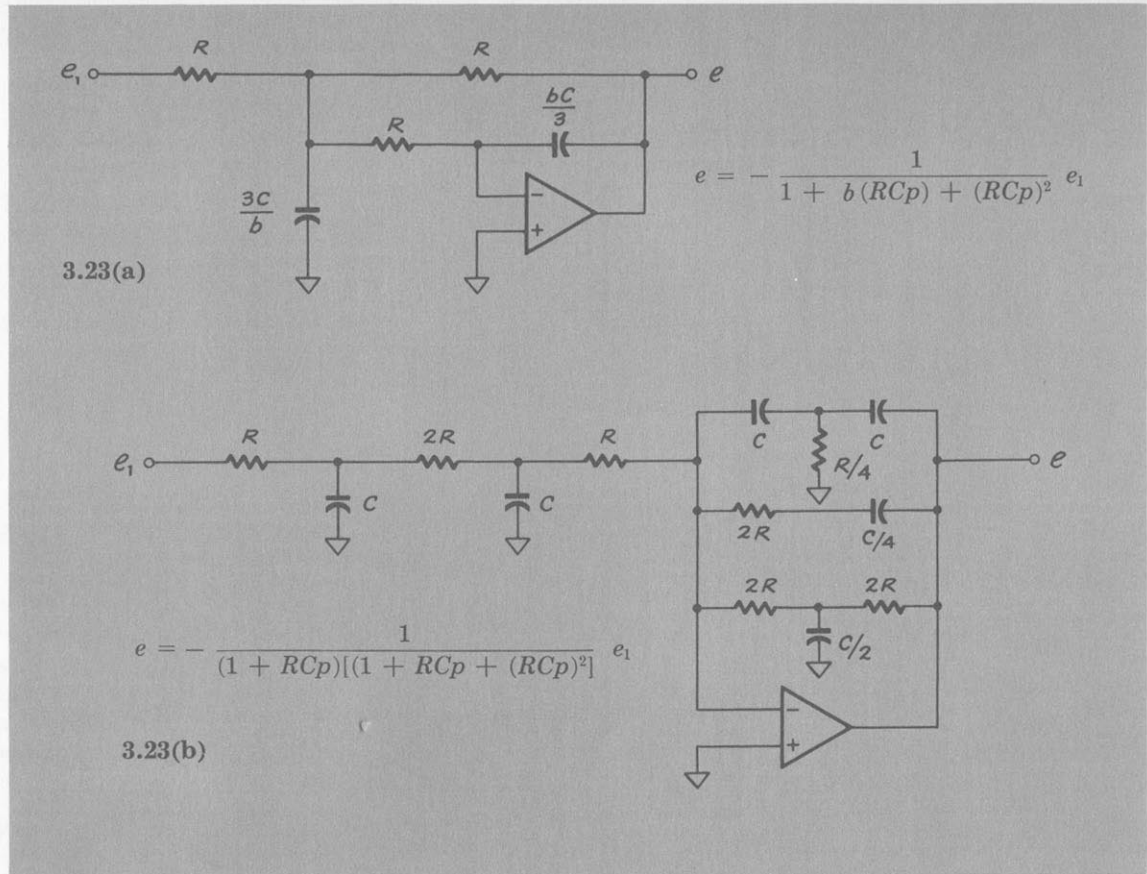 R
R
e₁
e
bC/3
R
3C/b
−
+
e = − 1 / (1 + b (RCp) + (RCp)²) e₁
3.23(a)
C
C
R
2R
R
e₁
e
R/4
C
C
2R
C/4
2R
2R
C/2
e = − 1 / ((1 + RCp)[(1 + RCp + (RCp)²]) e₁
−
+
3.23(b)